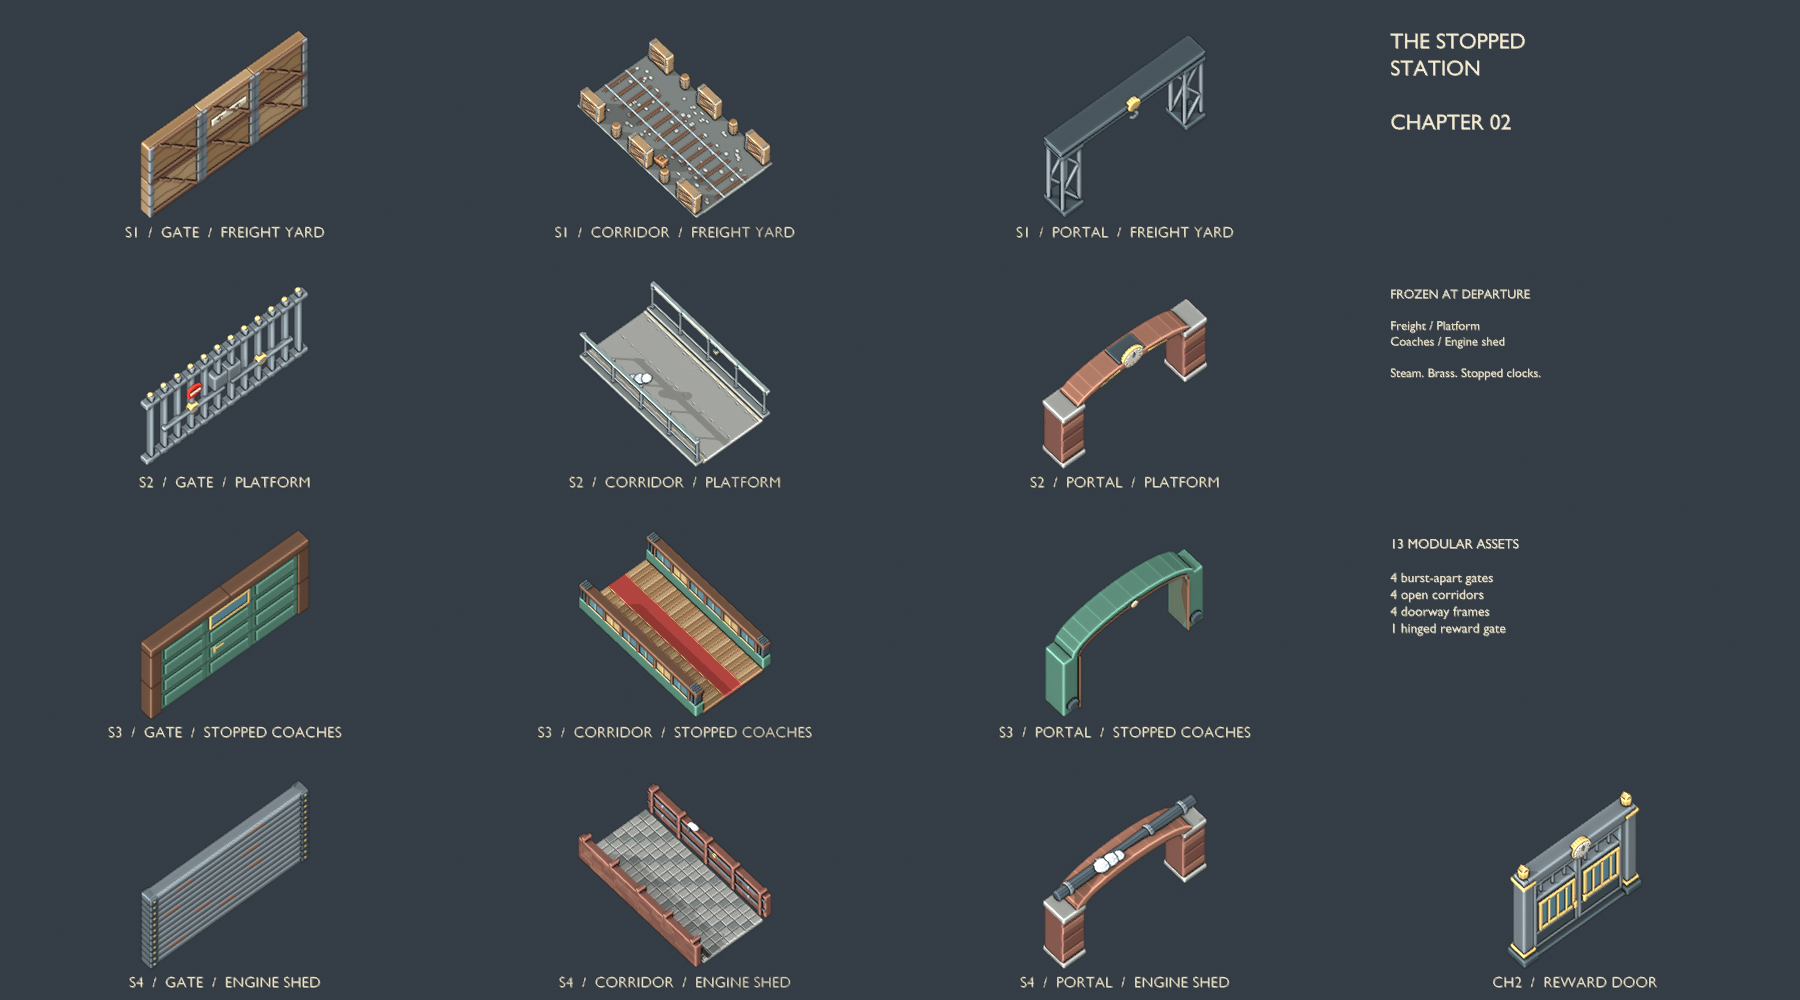 THE STOPPED
STATION
CHAPTER 02
S1 / GATE / FREIGHT YARD
S1 / CORRIDOR / FREIGHT YARD
S1 / PORTAL / FREIGHT YARD
FROZEN AT DEPARTURE
Freight / Platform
Coaches / Engine shed
Steam. Brass. Stopped clocks.
S2 / GATE / PLATFORM
S2 / CORRIDOR / PLATFORM
S2 / PORTAL / PLATFORM
13 MODULAR ASSETS
4 burst-apart gates
4 open corridors
4 doorway frames
1 hinged reward gate
S3 / GATE / STOPPED COACHES
S3 / CORRIDOR / STOPPED COACHES
S3 / PORTAL / STOPPED COACHES
S4 / GATE / ENGINE SHED
S4 / CORRIDOR / ENGINE SHED
S4 / PORTAL / ENGINE SHED
CH2 / REWARD DOOR